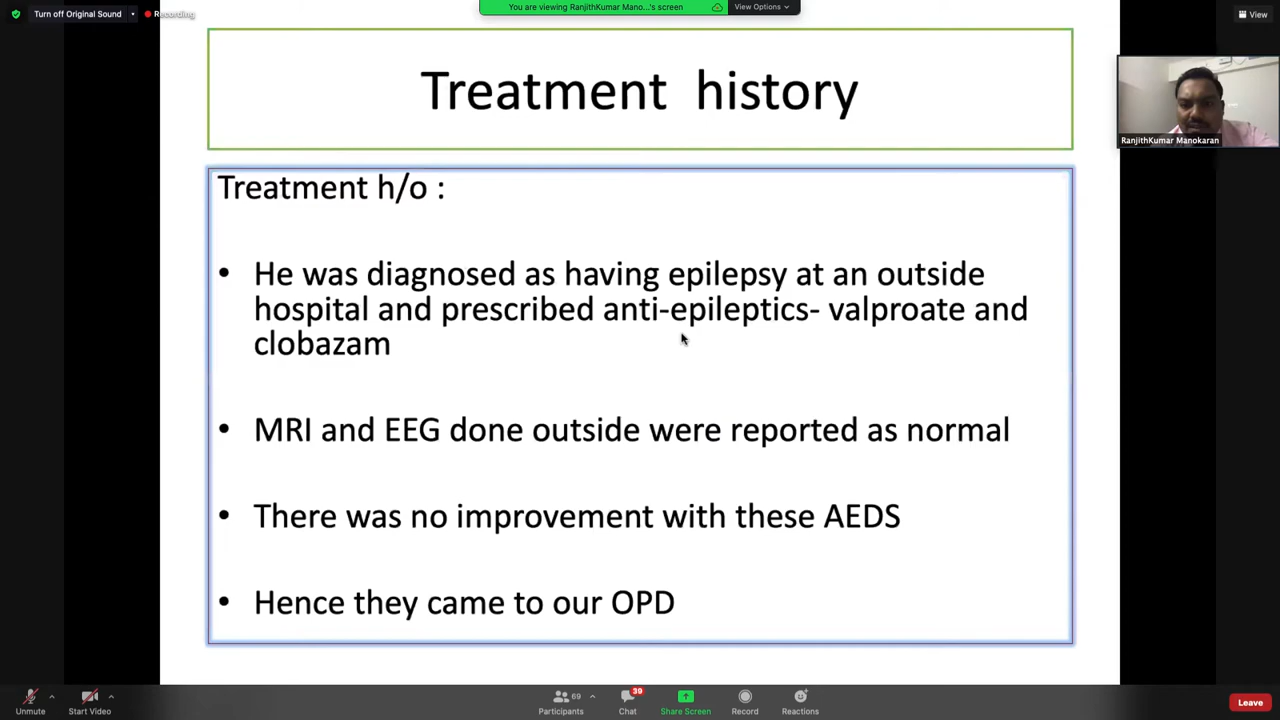 Turn off Original Sound
Recording
You are viewing RanjithKumar Mano...'s screen
View Options
View
Treatment history
RanjithKumar Manokaran
Treatment h/o :
• He was diagnosed as having epilepsy at an outside
hospital and prescribed anti-epileptics- valproate and
clobazam
• MRI and EEG done outside were reported as normal
• There was no improvement with these AEDS
• Hence they came to our OPD
Unmute
Start Video
69
Participants
39
Chat
Share Screen
Record
Reactions
Leave